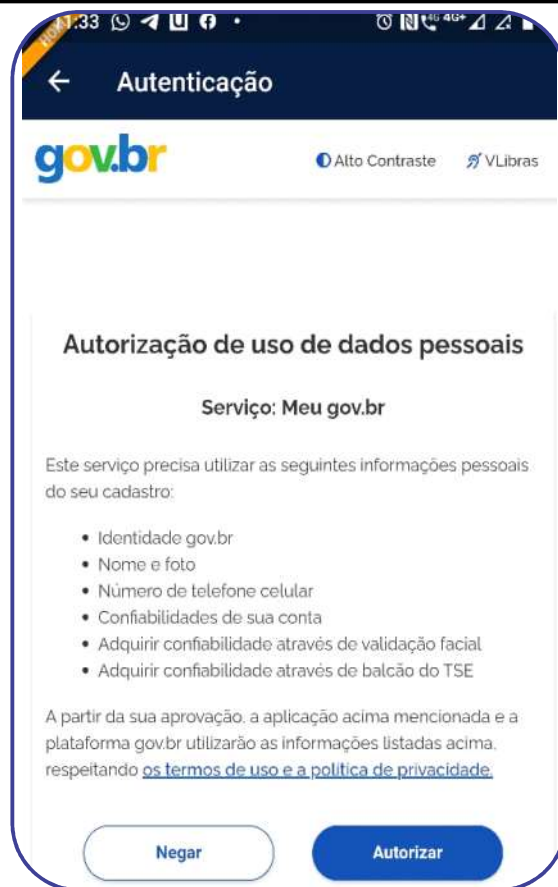 1:33
4G 4G+
Autenticação
gov.br
Alto Contraste VLibras
Autorização de uso de dados pessoais
Serviço: Meu gov.br
Este serviço precisa utilizar as seguintes informações pessoais
do seu cadastro:
• Identidade gov.br
• Nome e foto
• Número de telefone celular
• Confiabilidades de sua conta
• Adquirir confiabilidade através de validação facial
• Adquirir confiabilidade através de balcão do TSE
A partir da sua aprovação, a aplicação acima mencionada e a
plataforma gov.br utilizarão as informações listadas acima,
respeitando os termos de uso e a política de privacidade.
Negar Autorizar